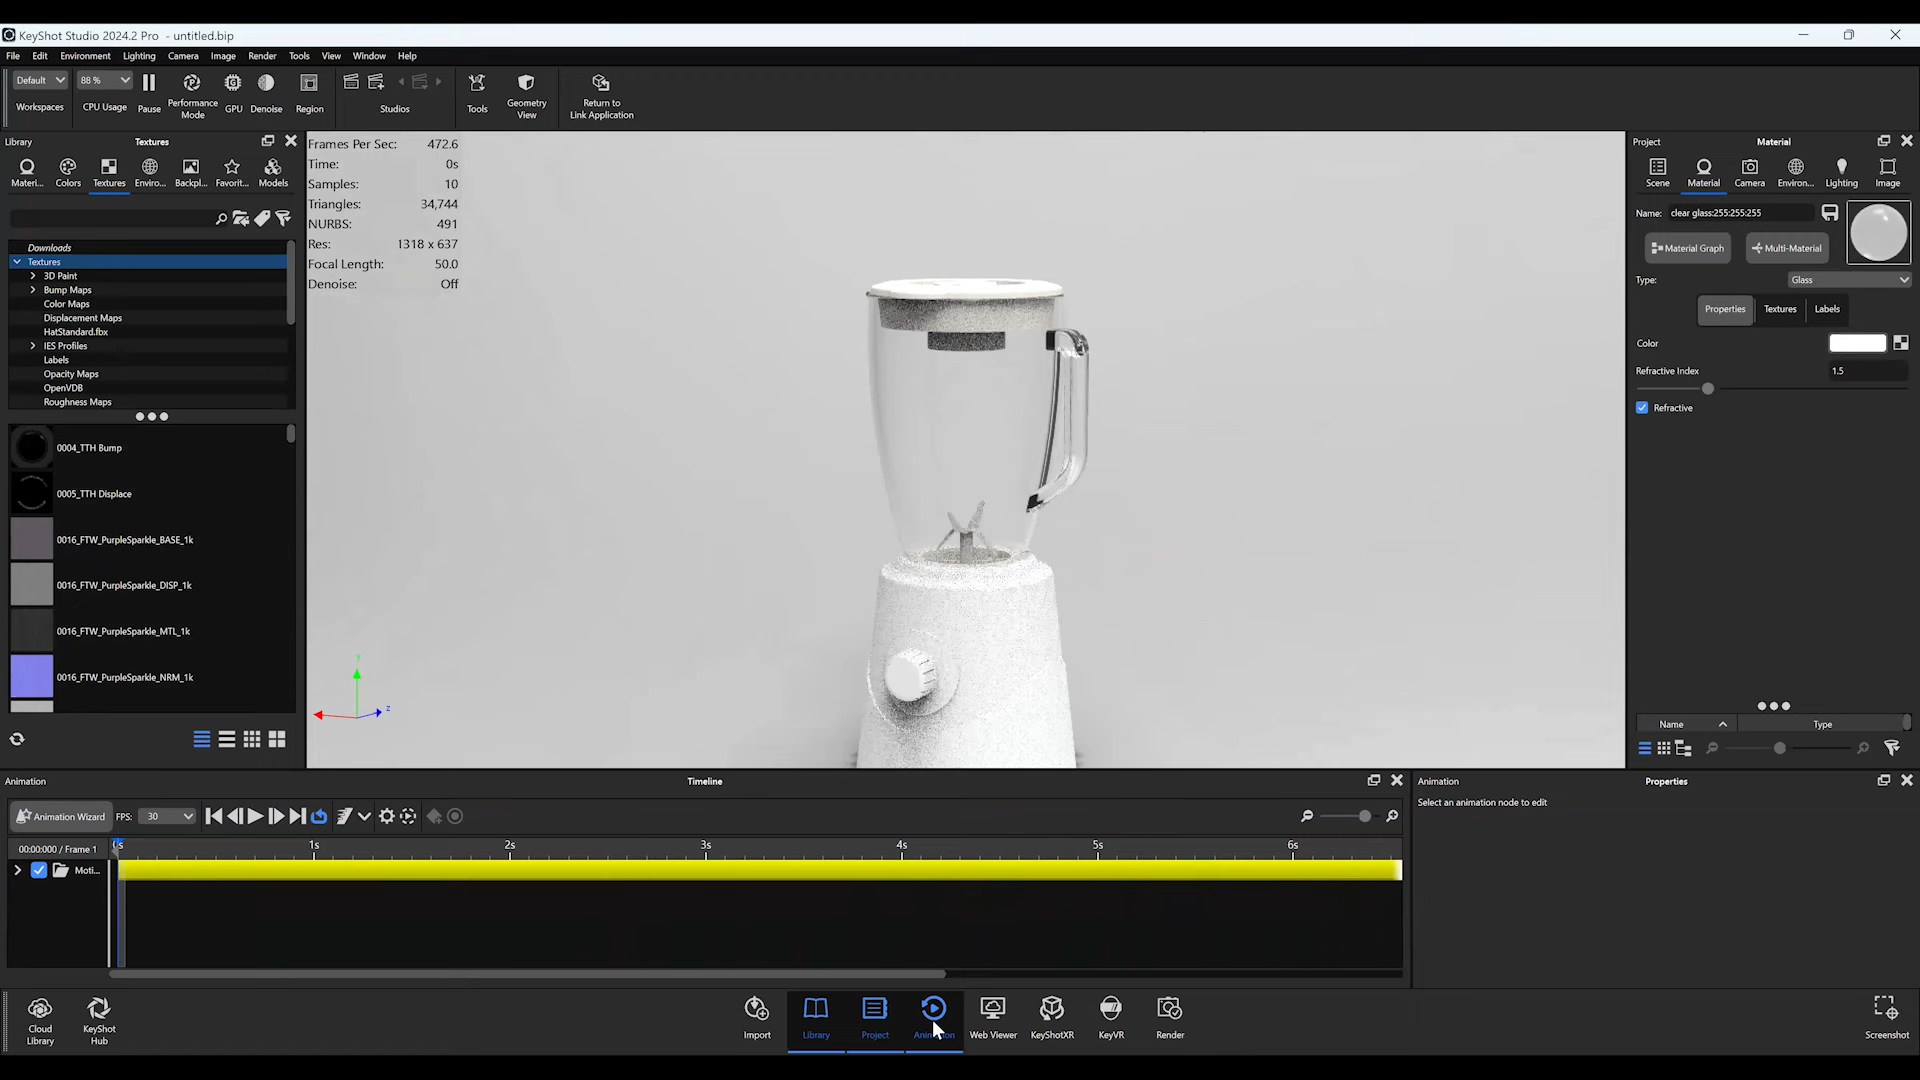 KeyShot Studio 2024.2 Pro - untitled.bip
File Edit Environment Lighting Camera Image Render Tools View Window Help
Default 88 %
Workspaces CPU Usage Pause Performance Mode GPU Denoise Region Studios Tools Geometry View Return to Link Application
Library Textures
Materi... Colors Textures Enviro... Backpl... Favorit... Models
Downloads
Textures
3D Paint
Bump Maps
Color Maps
Displacement Maps
HatStandard.fbx
IES Profiles
Labels
Opacity Maps
OpenVDB
Roughness Maps
0004_TTH Bump
0005_TTH Displace
0016_FTW_PurpleSparkle_BASE_1k
0016_FTW_PurpleSparkle_DISP_1k
0016_FTW_PurpleSparkle_MTL_1k
0016_FTW_PurpleSparkle_NRM_1k
Frames Per Sec: 472.6
Time: 0s
Samples: 10
Triangles: 34,744
NURBS: 491
Res: 1318 x 637
Focal Length: 50.0
Denoise: Off
y
z
Project Material
Scene Material Camera Environ... Lighting Image
Name: clear glass:255:255:255
Material Graph Multi-Material
Type: Glass
Properties Textures Labels
Color
Refractive Index 1.5
Refractive
Name Type
Animation Timeline
Animation Wizard FPS: 30
00:00:000 / Frame 1 0s 1s 2s 3s 4s 5s 6s
Moti...
Animation Properties
Select an animation node to edit
Cloud Library KeyShot Hub Import Library Project Animation Web Viewer KeyShotXR KeyVR Render Screenshot